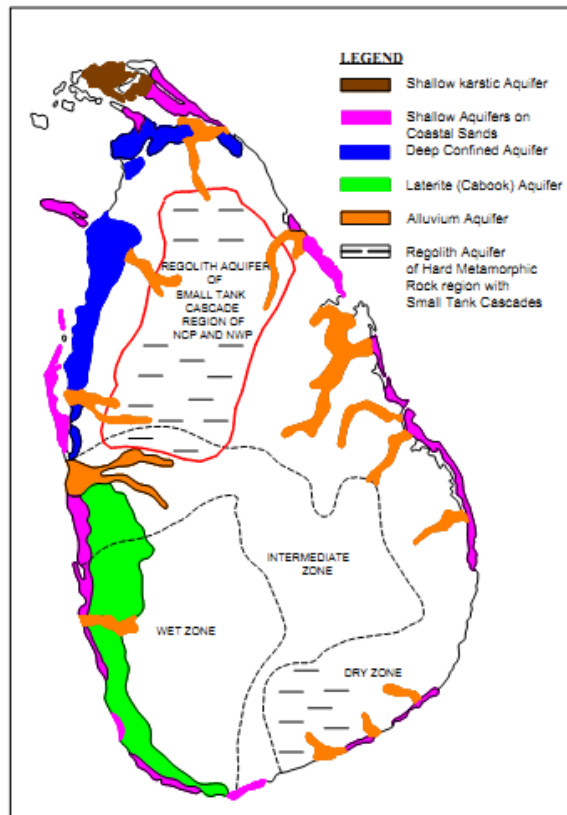 LEGEND
Shallow karstic Aquifer
Shallow Aquifers on
Coastal Sands
Deep Confined Aquifer
Laterite (Cabook) Aquifer
Alluvium Aquifer
Regolith Aquifer
of Hard Metamorphic
Rock region with
Small Tank Cascades
REGOLITH AQUIFER
OF
SMALL TANK
CASCADE
REGION OF
NCP AND NWP
INTERMEDIATE
ZONE
WET ZONE
DRY ZONE